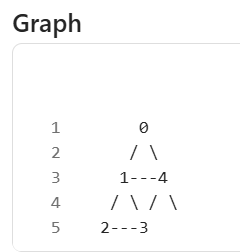 Graph
1        0
2       / \
3      1---4
4     / \ / \
5    2---3